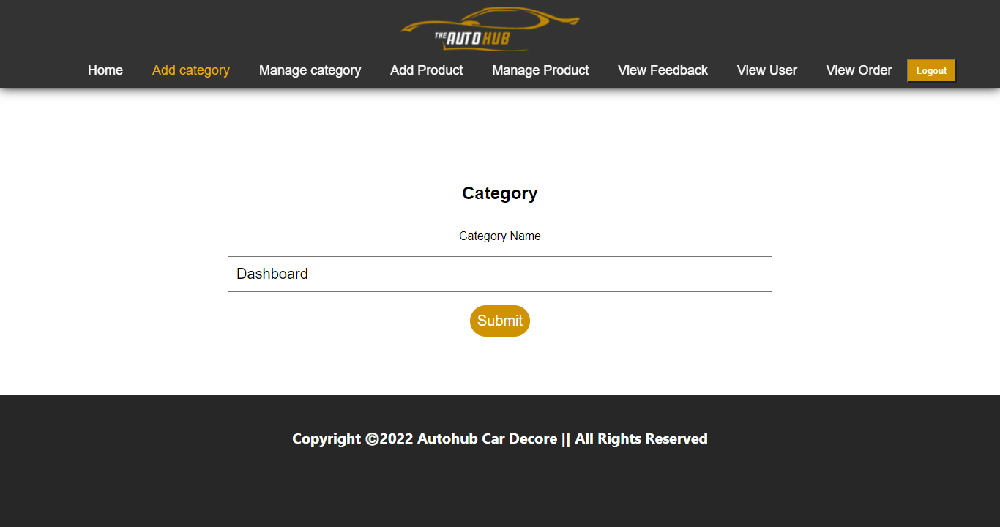 THE AUTO HUB
Home Add category Manage category Add Product Manage Product View Feedback View User View Order Logout
Category
Category Name
Dashboard
Submit
Copyright ©2022 Autohub Car Decore || All Rights Reserved